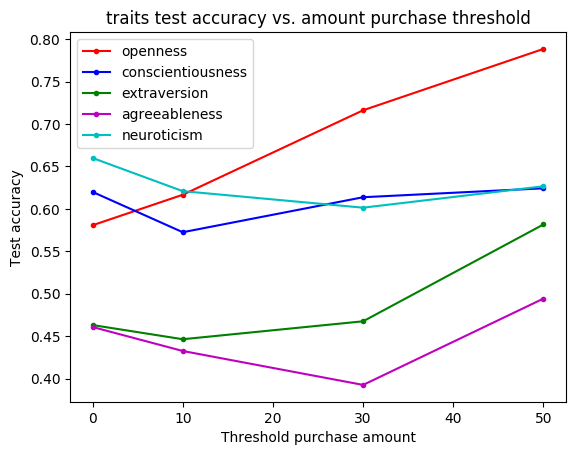 traits test accuracy vs. amount purchase threshold
0.80
0.75
0.70
0.65
0.60
0.55
0.50
0.45
0.40
Test accuracy
openness
conscientiousness
extraversion
agreeableness
neuroticism
0 10 20 30 40 50
Threshold purchase amount